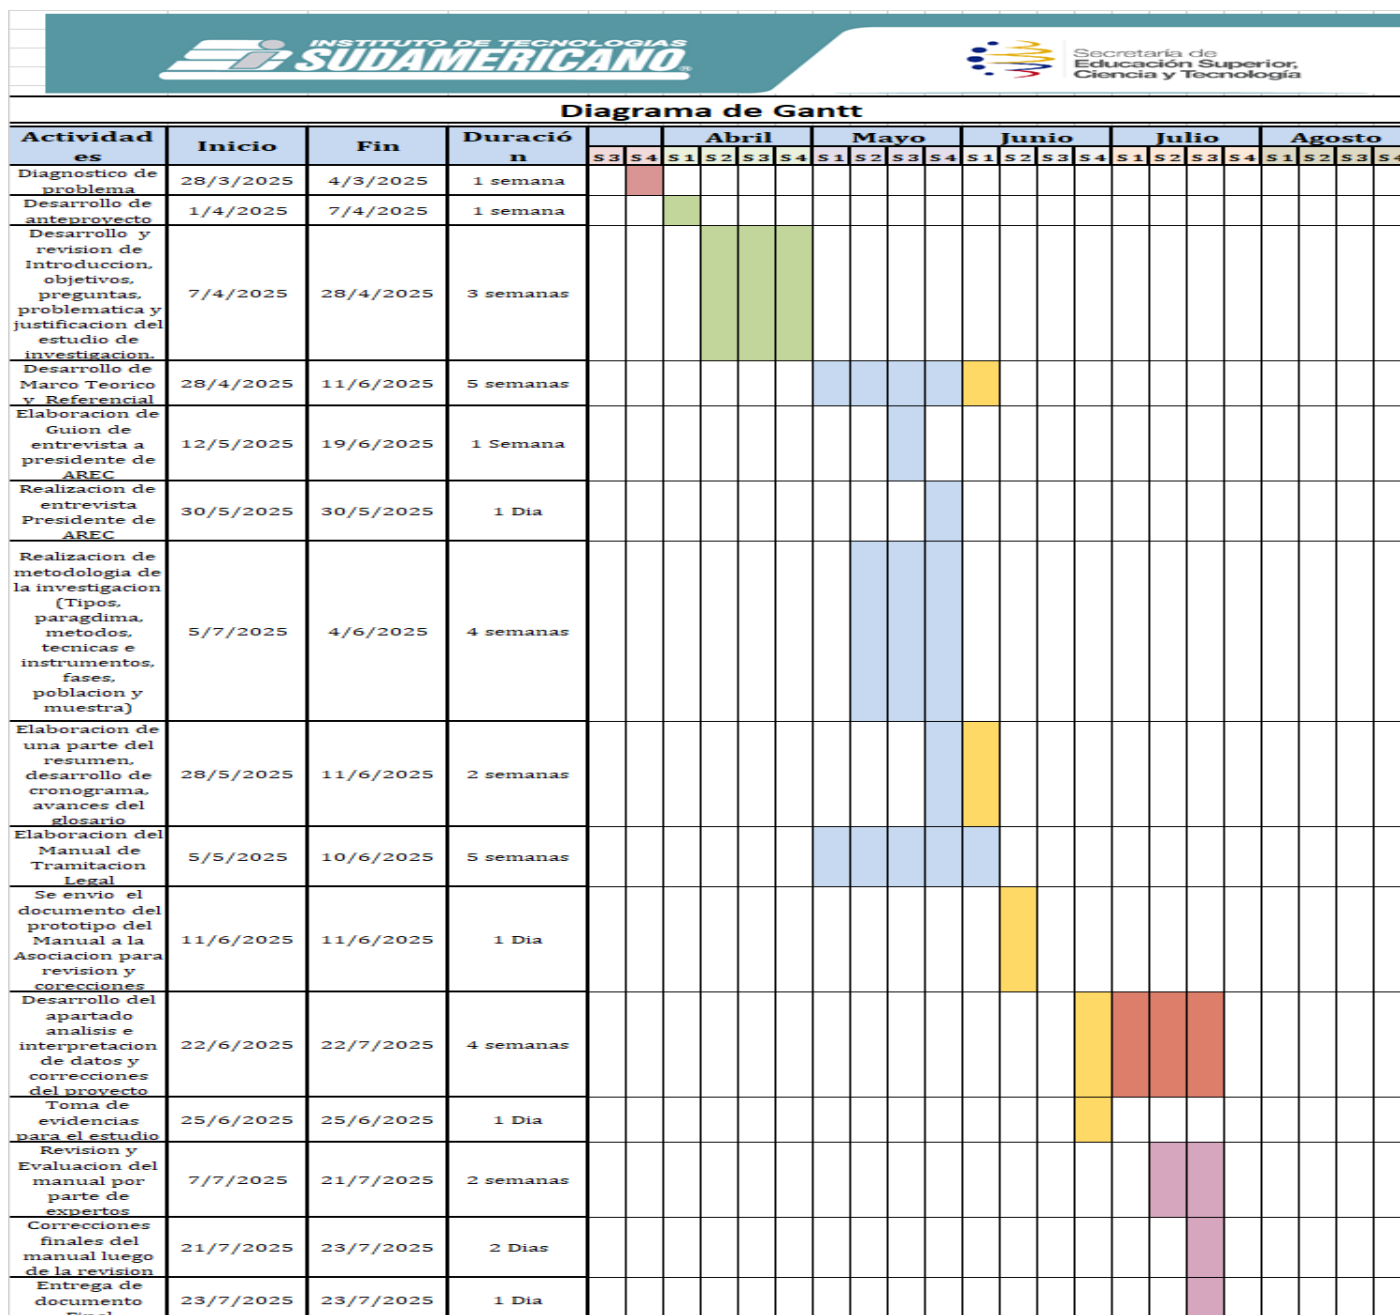 INSTITUTO DE TECNOLOGIAS
SUDAMERICANO
Secretaría de
Educación Superior,
Ciencia y Tecnología
Diagrama de Gantt
Actividad
es
Inicio
Fin
Duració
n
Abril
Mayo
Junio
Julio
Agosto
S 3 S 4 S 1 S 2 S 3 S 4 S 1 S 2 S 3 S 4 S 1 S 2 S 3 S 4 S 1 S 2 S 3 S 4 S 1 S 2 S 3 S 4
Diagnostico de
problema
28/3/2025 4/3/2025 1 semana
Desarrollo de
anteproyecto
1/4/2025 7/4/2025 1 semana
Desarrollo y
revision de
Introduccion,
objetivos,
preguntas,
problematica y
justificacion del
estudio de
investigacion.
7/4/2025 28/4/2025 3 semanas
Desarrollo de
Marco Teorico
y Referencial
28/4/2025 11/6/2025 5 semanas
Elaboracion de
Guion de
entrevista a
presidente de
AREC
12/5/2025 19/6/2025 1 Semana
Realizacion de
entrevista
Presidente de
AREC
30/5/2025 30/5/2025 1 Dia
Realizacion de
metodologia de
la investigacion
(Tipos,
paragdima,
metodos,
tecnicas e
instrumentos,
fases,
poblacion y
muestra)
5/7/2025 4/6/2025 4 semanas
Elaboracion de
una parte del
resumen,
desarrollo de
cronograma,
avances del
glosario
28/5/2025 11/6/2025 2 semanas
Elaboracion del
Manual de
Tramitacion
Legal
5/5/2025 10/6/2025 5 semanas
Se envio el
documento del
prototipo del
Manual a la
Asociacion para
revision y
corecciones
11/6/2025 11/6/2025 1 Dia
Desarrollo del
apartado
analisis e
interpretacion
de datos y
correcciones
del proyecto
22/6/2025 22/7/2025 4 semanas
Toma de
evidencias
para el estudio
25/6/2025 25/6/2025 1 Dia
Revision y
Evaluacion del
manual por
parte de
expertos
7/7/2025 21/7/2025 2 semanas
Correcciones
finales del
manual luego
de la revision
21/7/2025 23/7/2025 2 Dias
Entrega de
documento
23/7/2025 23/7/2025 1 Dia